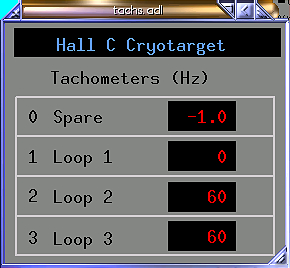 tachs.adl
Hall C Cryotarget
Tachometers (Hz)
0 Spare -1.0
1 Loop 1 0
2 Loop 2 60
3 Loop 3 60